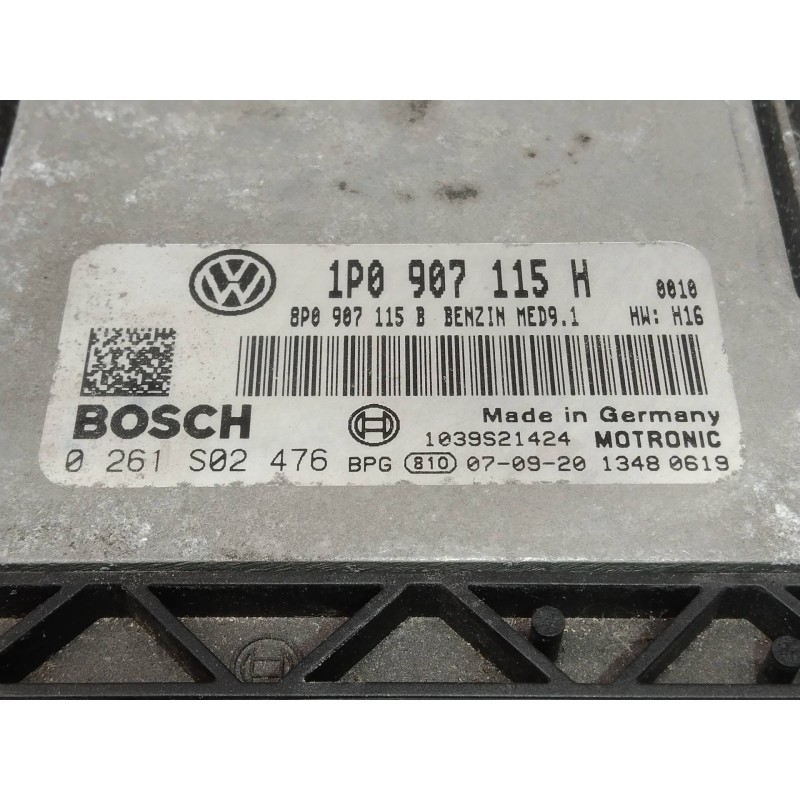 VW 1P0 907 115 H 0010
8P0 907 115 B BENZIN MED9.1 HW: H16
BOSCH Made in Germany
1039S21424 MOTRONIC
0 261 S02 476 BPG 810 07-09-20 1348 0619